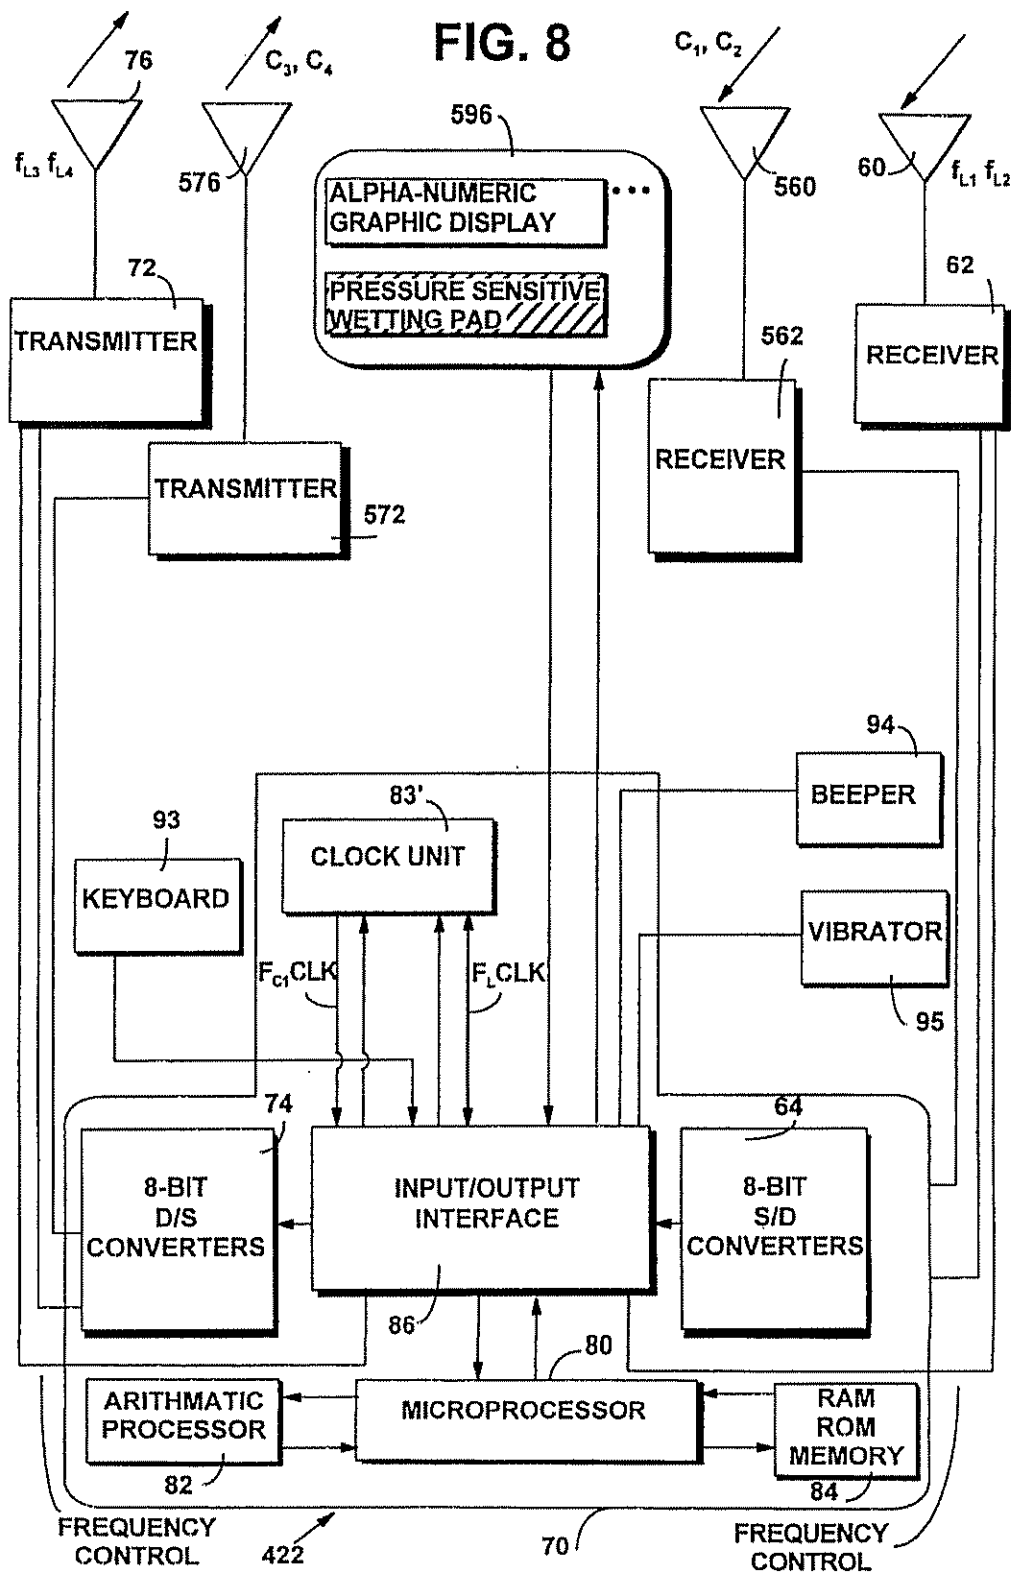 FIG. 8
76
C₃, C₄
C₁, C₂
596
fL3 fL4
576
560
60
fL1 fL2
ALPHA-NUMERIC
GRAPHIC DISPLAY
•••
PRESSURE SENSITIVE
WETTING PAD
72
TRANSMITTER
62
RECEIVER
562
RECEIVER
TRANSMITTER
572
94
BEEPER
83'
CLOCK UNIT
93
KEYBOARD
VIBRATOR
95
FC1CLK
FLCLK
74
8-BIT
D/S
CONVERTERS
INPUT/OUTPUT
INTERFACE
86
64
8-BIT
S/D
CONVERTERS
80
MICROPROCESSOR
ARITHMATIC
PROCESSOR
82
RAM
ROM
MEMORY
84
FREQUENCY
CONTROL
422
70
FREQUENCY
CONTROL